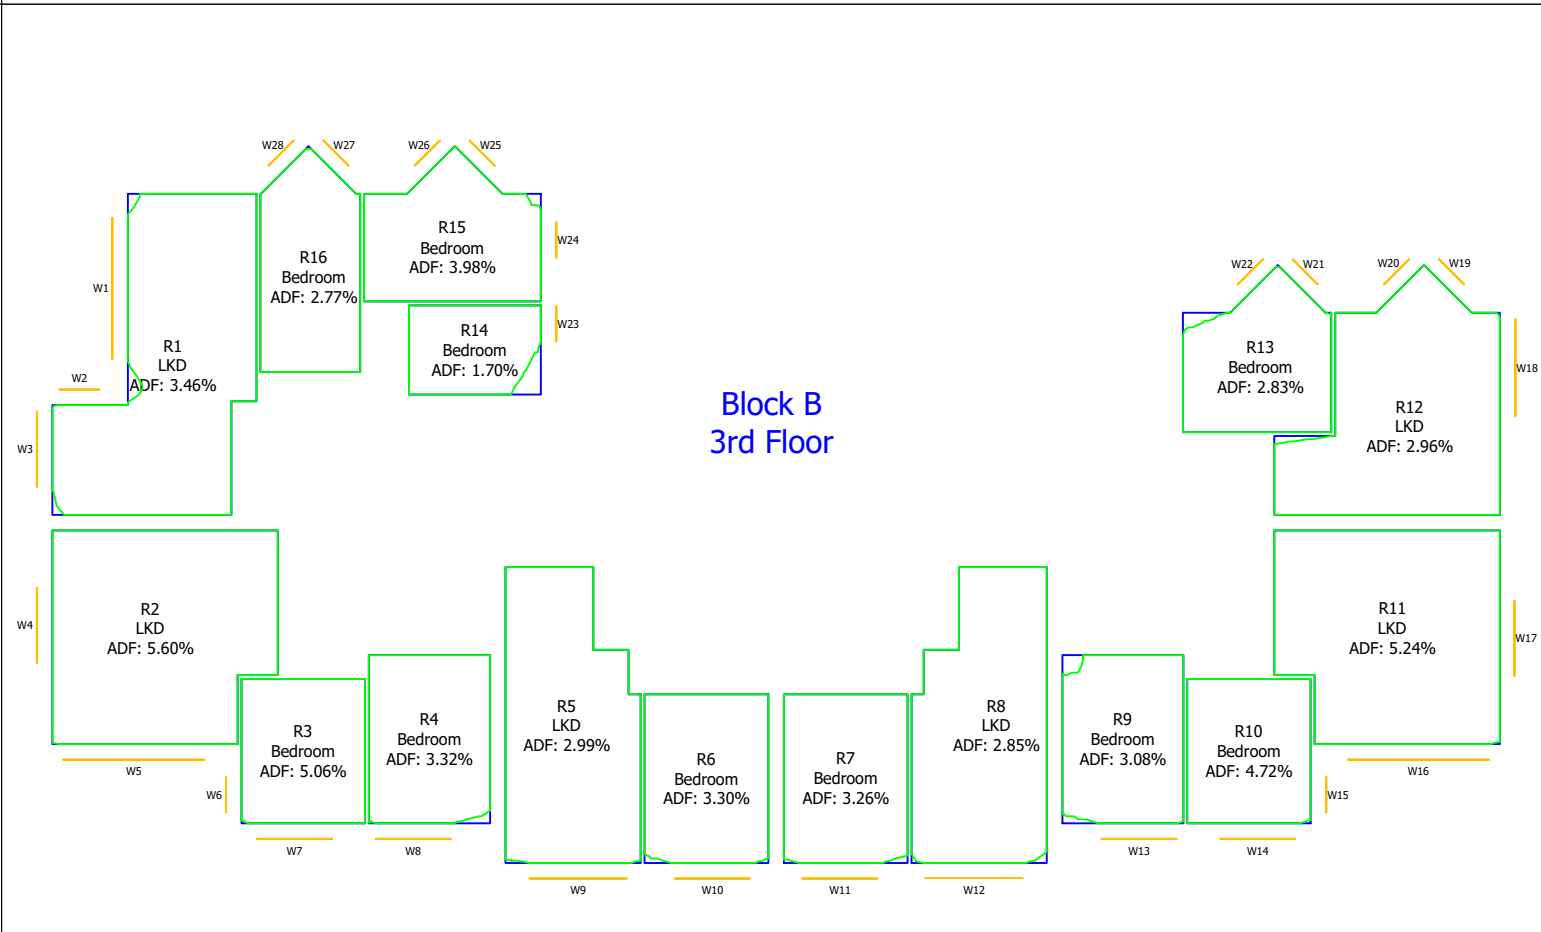 W28
W27
W26
W25
R15
Bedroom
ADF: 3.98%
W24
R16
Bedroom
ADF: 2.77%
W1
W22
W21
W20
W19
W23
R14
Bedroom
ADF: 1.70%
R1
LKD
ADF: 3.46%
W2
R13
Bedroom
ADF: 2.83%
W18
Block B
3rd Floor
R12
LKD
ADF: 2.96%
W3
R2
LKD
ADF: 5.60%
W4
R11
LKD
ADF: 5.24%
W17
R3
Bedroom
ADF: 5.06%
R4
Bedroom
ADF: 3.32%
R5
LKD
ADF: 2.99%
R6
Bedroom
ADF: 3.30%
R7
Bedroom
ADF: 3.26%
R8
LKD
ADF: 2.85%
R9
Bedroom
ADF: 3.08%
R10
Bedroom
ADF: 4.72%
W5
W16
W6
W15
W7
W8
W13
W14
W9
W10
W11
W12